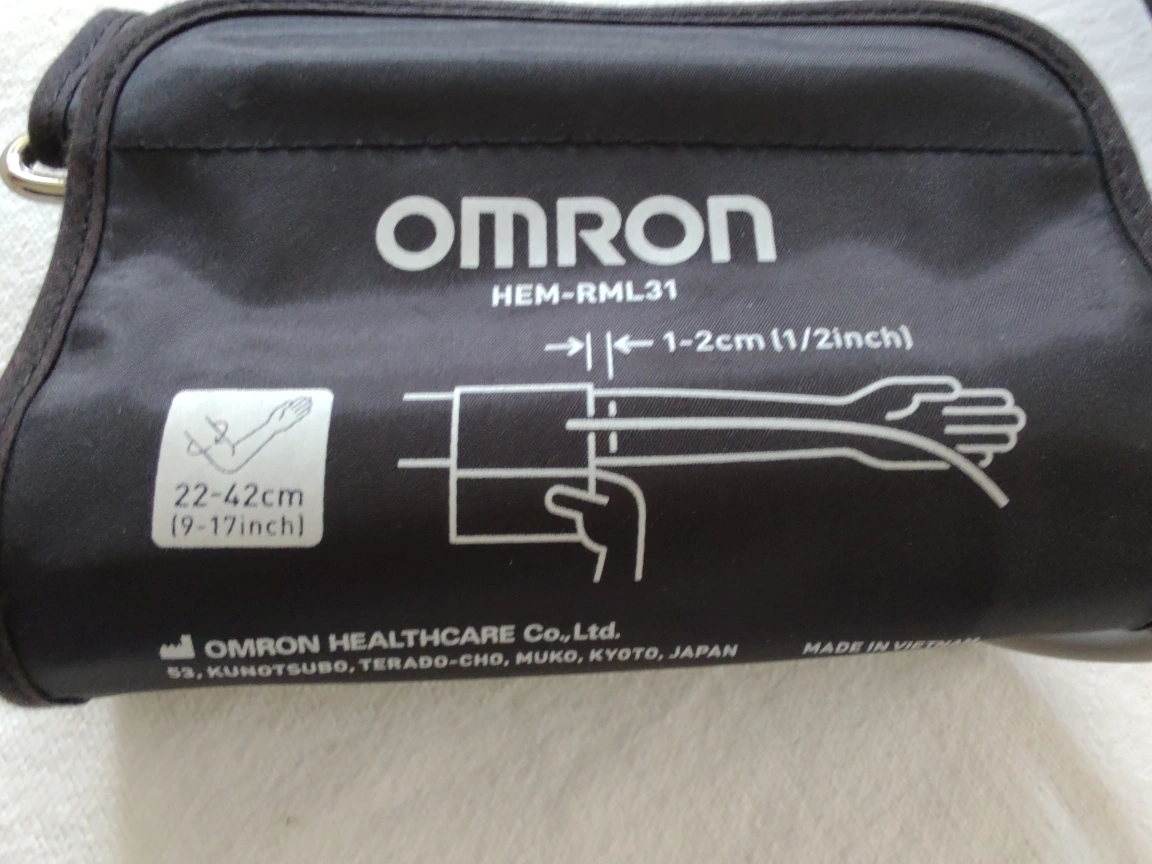 OMRON
HEM-RML31
1-2cm (1/2inch)
22-42cm
(9-17inch)
OMRON HEALTHCARE Co.,Ltd.
53, KUNOTSUBO, TERADO-CHO, MUKO, KYOTO, JAPAN
MADE IN VIETNAM